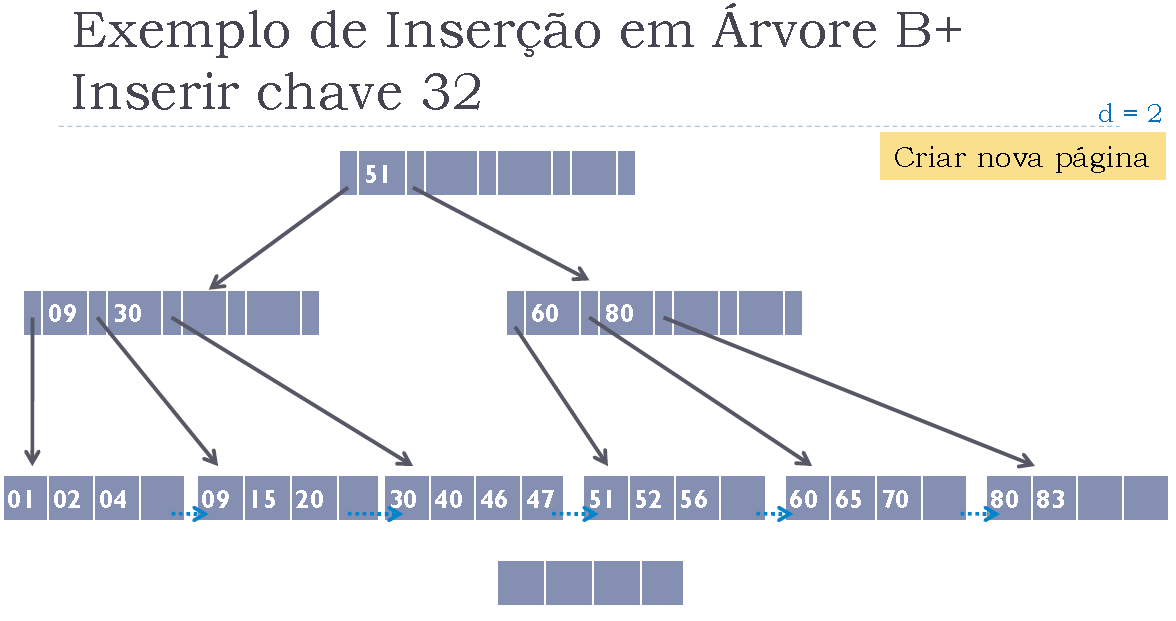 Exemplo de Inserção em Árvore B+
Inserir chave 32
d = 2
Criar nova página
51
09 30
60 80
01 02 04
09 15 20
30 40 46 47
51 52 56
60 65 70
80 83